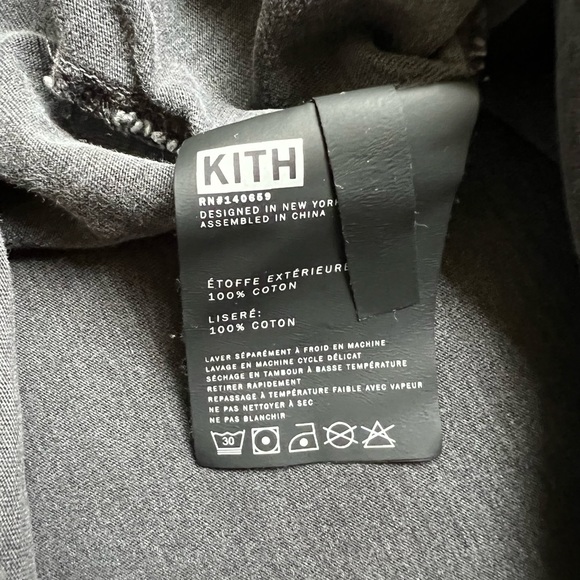 KITH
RN#140659
DESIGNED IN NEW YOR
ASSEMBLED IN CHINA
ÉTOFFE EXTÉRIEURE
100% COTON
LISERÉ:
100% COTON
LAVER SÉPARÉMENT À FROID EN MACHINE
LAVAGE EN MACHINE CYCLE DÉLICAT
SÉCHAGE EN TAMBOUR À BASSE TEMPÉRATURE
RETIRER RAPIDEMENT
REPASSAGE À TEMPÉRATURE FAIBLE AVEC VAPEUR
NE PAS NETTOYER À SEC
NE PAS BLANCHIR
30